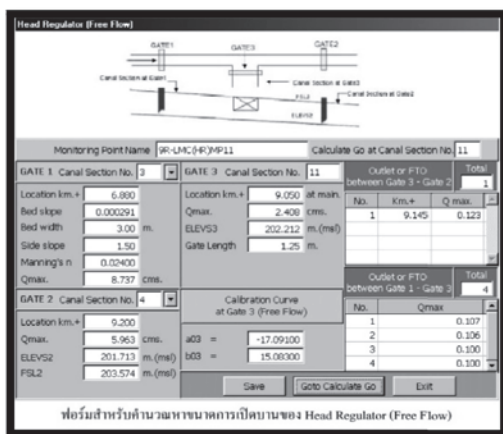 Head Regulator (Free Flow)
GATE1
GATE3
GATE2
Canal Section at Gate1
Canal Section at Gate3
FSL2
Canal Section at Gate2
ELEVS2
Monitoring Point Name 9R-LMC(HR)MP11 Calculate Go at Canal Section No. 11
GATE 1 Canal Section No. 3
Location km.+ 6.880
Bed slope 0.000291
Bed width 3.00 m.
Side slope 1.50
Manning's n 0.02400
Qmax. 8.737 cms.
GATE 3 Canal Section No. 11
Location km.+ 9.050 at main.
Qmax. 2.408 cms.
ELEVS3 202.212 m.(msl)
Gate Length 1.25 m.
Outlet or FTO between Gate 3 - Gate 2 Total 1
No. Km.+ Q max.
1 9.145 0.123
GATE 2 Canal Section No. 4
Location km.+ 9.200
Qmax. 5.963 cms.
ELEVS2 201.713 m.(msl)
FSL2 203.574 m.(msl)
Calibration Curve
at Gate 3 (Free Flow)
a03 = -17.09100
b03 = 15.08300
Outlet or FTO between Gate 1 - Gate 3 Total 4
No. Qmax
1 0.107
2 0.106
3 0.100
4 0.100
Save Goto Calculate Go Exit
ฟอร์มสำหรับคำนวณหาขนาดการเปิดบานของ Head Regulator (Free Flow)